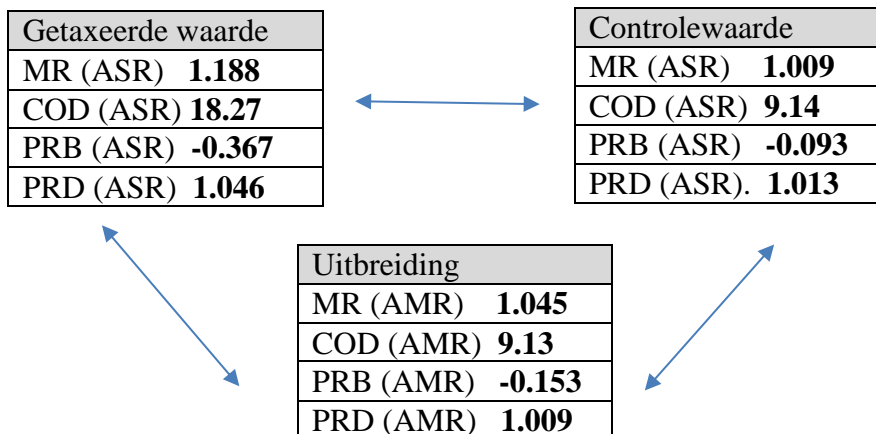 Getaxeerde waarde
MR (ASR) 1.188
COD (ASR) 18.27
PRB (ASR) -0.367
PRD (ASR) 1.046
Controlewaarde
MR (ASR) 1.009
COD (ASR) 9.14
PRB (ASR) -0.093
PRD (ASR). 1.013
Uitbreiding
MR (AMR) 1.045
COD (AMR) 9.13
PRB (AMR) -0.153
PRD (AMR) 1.009